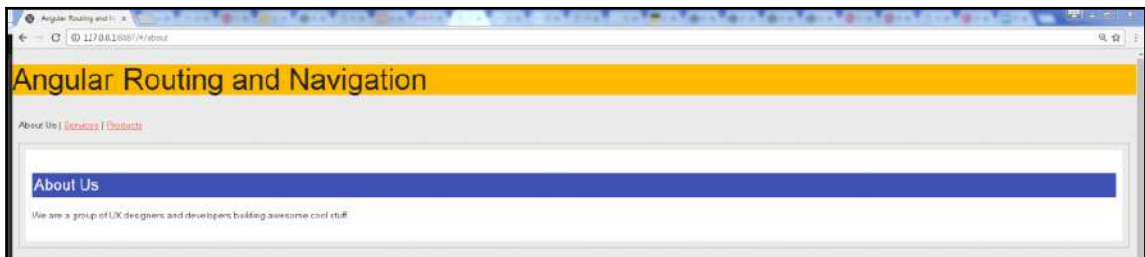 Angular Routing and
127.0.0.1:8887/#/about
Angular Routing and Navigation
About Us | Services | Products
About Us
We are a group of UX designers and developers building awesome cool stuff.